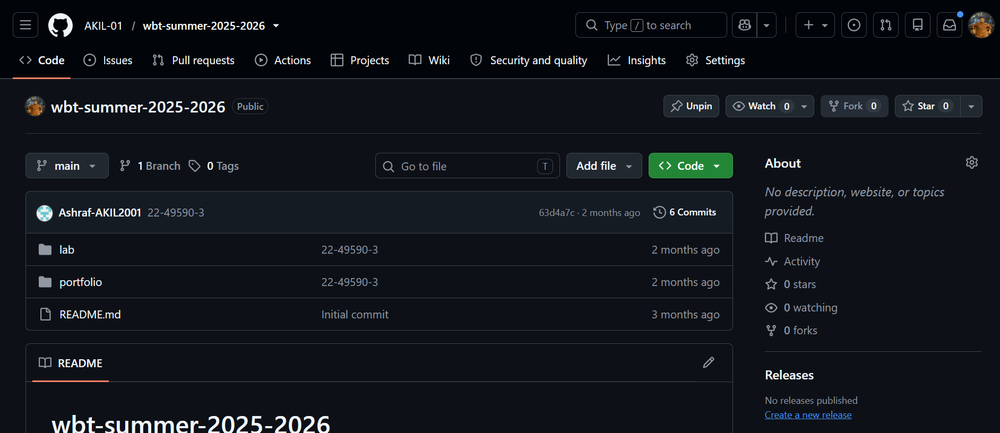 AKIL-01 / wbt-summer-2025-2026
Type / to search
Code Issues Pull requests Actions Projects Wiki Security and quality Insights Settings
wbt-summer-2025-2026 Public
Unpin Watch 0 Fork 0 Star 0
main 1 Branch 0 Tags Go to file T Add file Code
Ashraf-AKIL2001 22-49590-3 63d4a7c · 2 months ago 6 Commits
lab 22-49590-3 2 months ago
portfolio 22-49590-3 2 months ago
README.md Initial commit 3 months ago
README
wbt-summer-2025-2026
About
No description, website, or topics
provided.
Readme
Activity
0 stars
0 watching
0 forks
Releases
No releases published
Create a new release